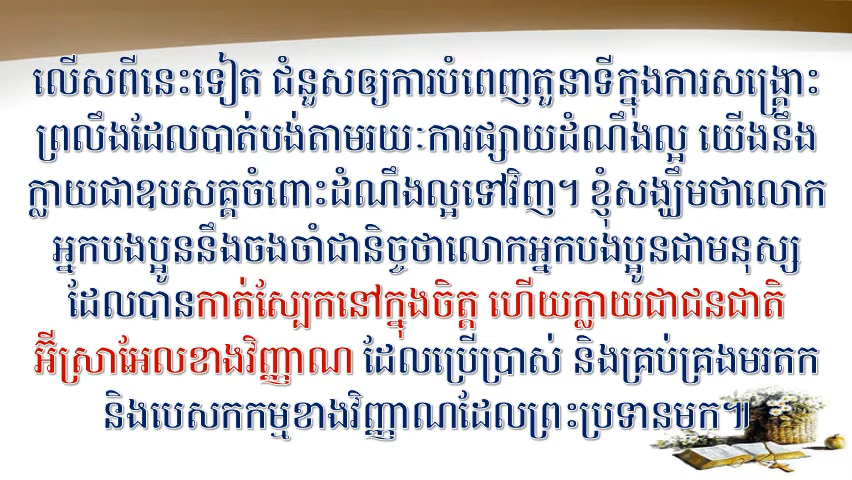 លើសពីនេះទៀត ជំនួសឲ្យការបំពេញតួនាទីក្នុងការសង្គ្រោះ
ព្រលឹងដែលបាត់បង់តាមរយៈការផ្សាយដំណឹងល្អ យើងនឹង
ក្លាយជាឧបសគ្គចំពោះដំណឹងល្អទៅវិញ។ ខ្ញុំសង្ឃឹមថាលោក
អ្នកបងប្អូននឹងចងចាំជានិច្ចថាលោកអ្នកបងប្អូនជាមនុស្ស
ដែលបានកាត់ស្បែកនៅក្នុងចិត្ត ហើយក្លាយជាជនជាតិ
អ៊ីស្រាអែលខាងវិញ្ញាណ ដែលប្រើប្រាស់ និងគ្រប់គ្រងមរតក
និងបេសកកម្មខាងវិញ្ញាណដែលព្រះប្រទានមក៕